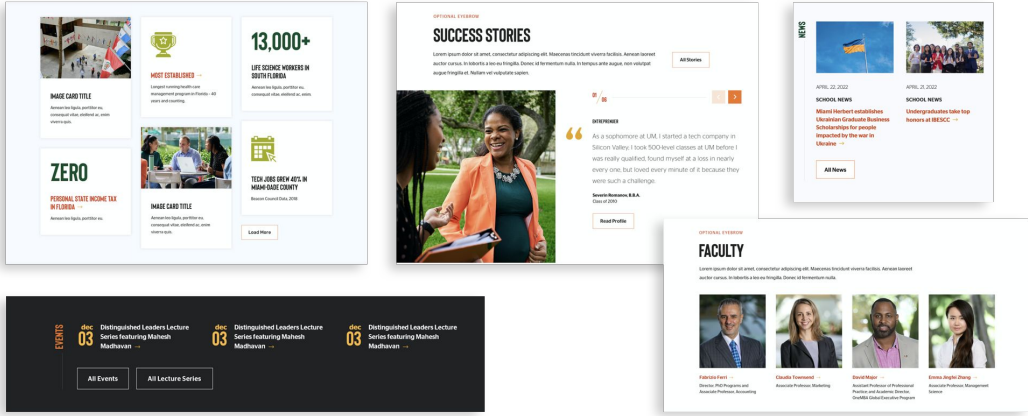 IMAGE CARD TITLE
Aenean leo ligula, porttitor eu,
consequat vitae, eleifend ac, enim
viverra quis.
MOST ESTABLISHED →
Longest running health care
management program in Florida - 40
years and counting.
13,000+
LIFE SCIENCE WORKERS IN
SOUTH FLORIDA
Aenean leo ligula, porttitor eu,
consequat vitae, eleifend ac, enim.
ZERO
PERSONAL STATE INCOME TAX
IN FLORIDA →
Aenean leo ligula, porttitor eu.
IMAGE CARD TITLE
Aenean leo ligula, porttitor eu,
consequat vitae, eleifend ac, enim
viverra quis.
TECH JOBS GREW 40% IN
MIAMI-DADE COUNTY
Beacon Council Data, 2018
Load More
OPTIONAL EYEBROW
SUCCESS STORIES
Lorem ipsum dolor sit amet, consectetur adipiscing elit. Maecenas tincidunt viverra facilisis. Aenean laoreet
auctor cursus. In lobortis a leo eu fringilla. Donec id fermentum nulla. In tempus ante augue, non volutpat
augue fringilla et. Nullam vel vulputate sapien.
All Stories
01/06
ENTREPRENEUR
“ As a sophomore at UM, I started a tech company in
Silicon Valley; I took 500-level classes at UM before I
was really qualified, found myself at a loss in nearly
every one, but loved every minute of it because they
were such a challenge.
Severin Romanov, B.B.A.
Class of 2010
Read Profile
NEWS
APRIL 22, 2022
SCHOOL NEWS
Miami Herbert establishes
Ukrainian Graduate Business
Scholarships for people
impacted by the war in
Ukraine →
APRIL 21, 2022
SCHOOL NEWS
Undergraduates take top
honors at IBESCC →
All News
EVENTS
dec
03
Distinguished Leaders Lecture
Series featuring Mahesh
Madhavan →
dec
03
Distinguished Leaders Lecture
Series featuring Mahesh
Madhavan →
dec
03
Distinguished Leaders Lecture
Series featuring Mahesh
Madhavan →
All Events
All Lecture Series
OPTIONAL EYEBROW
FACULTY
Lorem ipsum dolor sit amet, consectetur adipiscing elit. Maecenas tincidunt viverra facilisis. Aenean laoreet
auctor cursus. In lobortis a leo eu fringilla. Donec id fermentum nulla.
Fabrizio Ferri →
Director, PhD Programs and
Associate Professor, Accounting
Claudia Townsend →
Associate Professor, Marketing
David Major →
Assistant Professor of Professional
Practice; and Academic Director,
OneMBA Global Executive Program
Emma Jingfei Zhang →
Associate Professor, Management
Science